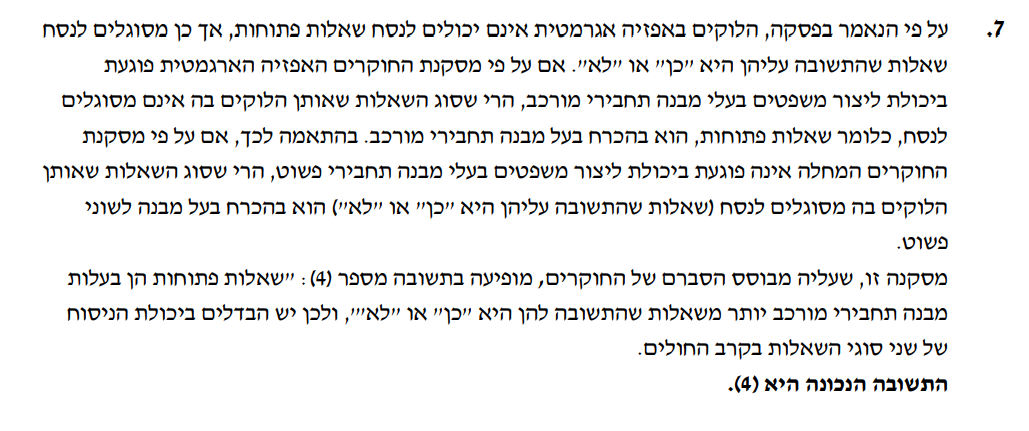 7. על פי הנאמר בפסקה, הלוקים באפזיה אגרמטית אינם יכולים לנסח שאלות פתוחות, אך כן מסוגלים לנסח
שאלות שהתשובה עליהן היא "כן" או "לא". אם על פי מסקנת החוקרים האפזיה הארגמטית פוגעת
ביכולת ליצור משפטים בעלי מבנה תחבירי מורכב, הרי שסוג השאלות שאותן הלוקים בה אינם מסוגלים
לנסח, כלומר שאלות פתוחות, הוא בהכרח בעל מבנה תחבירי מורכב. בהתאמה לכך, אם על פי מסקנת
החוקרים המחלה אינה פוגעת ביכולת ליצור משפטים בעלי מבנה תחבירי פשוט, הרי שסוג השאלות שאותן
הלוקים בה מסוגלים לנסח (שאלות שהתשובה עליהן היא "כן" או "לא") הוא בהכרח בעל מבנה לשוני
פשוט.
מסקנה זו, שעליה מבוסס הסברם של החוקרים, מופיעה בתשובה מספר (4): "שאלות פתוחות הן בעלות
מבנה תחבירי מורכב יותר משאלות שהתשובה להן היא "כן" או "לא"", ולכן יש הבדלים ביכולת הניסוח
של שני סוגי השאלות בקרב החולים.
התשובה הנכונה היא (4).